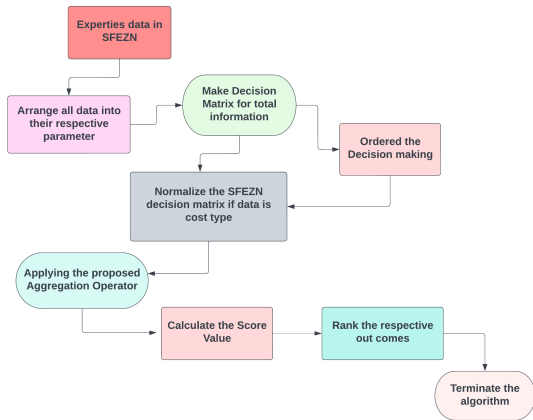 Experties data in
SFEZN
Arrange all data into
their respective
parameter
Make Decision
Matrix for total
information
Ordered the
Decision making
Normalize the SFEZN
decision matrix if data is
cost type
Applying the proposed
Aggregation Operator
Calculate the Score
Value
Rank the respective
out comes
Terminate the
algorithm